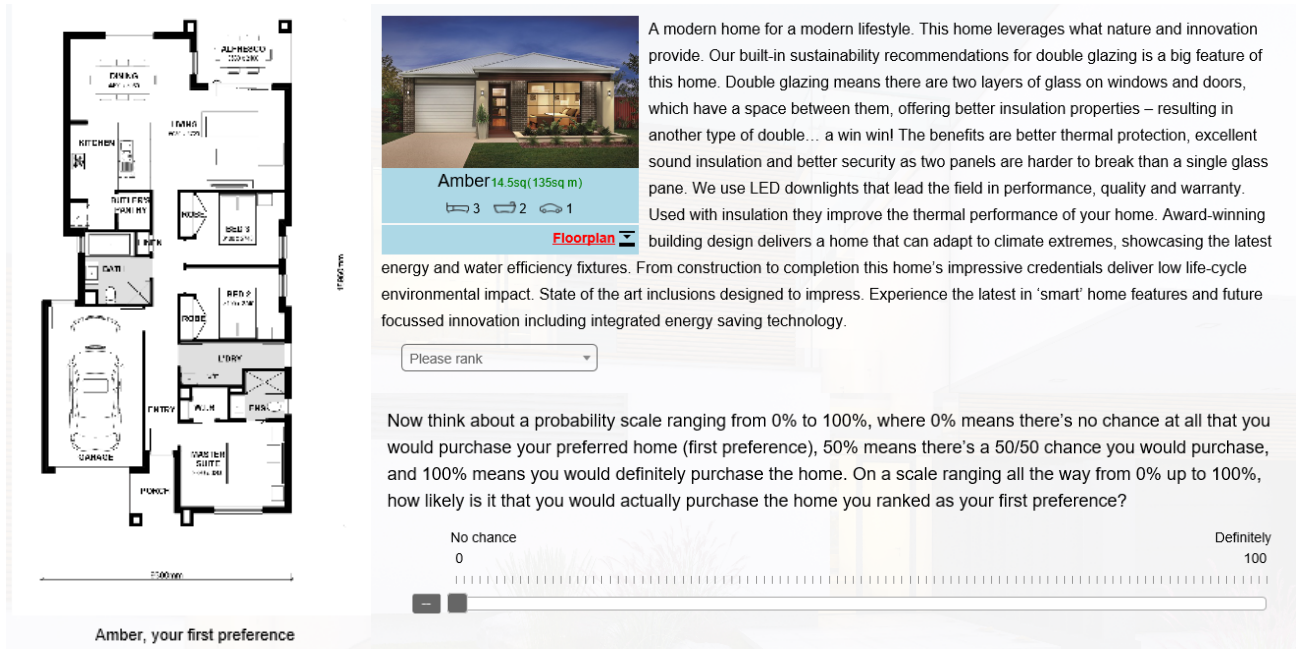 ALFRESCO
DINING
LIVING
KITCHEN
BUTLER'S
PANTRY
ROBE
BED 3
LINEN
BATH
BED 2
ROBE
L'DRY
ENTRY
W.I.R
ENS
MASTER
SUITE
GARAGE
PORCH
Amber, your first preference
Amber 14.5sq(135sq m)
3 2 1
Floorplan
A modern home for a modern lifestyle. This home leverages what nature and innovation
provide. Our built-in sustainability recommendations for double glazing is a big feature of
this home. Double glazing means there are two layers of glass on windows and doors,
which have a space between them, offering better insulation properties – resulting in
another type of double... a win win! The benefits are better thermal protection, excellent
sound insulation and better security as two panels are harder to break than a single glass
pane. We use LED downlights that lead the field in performance, quality and warranty.
Used with insulation they improve the thermal performance of your home. Award-winning
building design delivers a home that can adapt to climate extremes, showcasing the latest
energy and water efficiency fixtures. From construction to completion this home's impressive credentials deliver low life-cycle
environmental impact. State of the art inclusions designed to impress. Experience the latest in 'smart' home features and future
focussed innovation including integrated energy saving technology.
Please rank
Now think about a probability scale ranging from 0% to 100%, where 0% means there's no chance at all that you
would purchase your preferred home (first preference), 50% means there's a 50/50 chance you would purchase,
and 100% means you would definitely purchase the home. On a scale ranging all the way from 0% up to 100%,
how likely is it that you would actually purchase the home you ranked as your first preference?
No chance Definitely
0 100
--